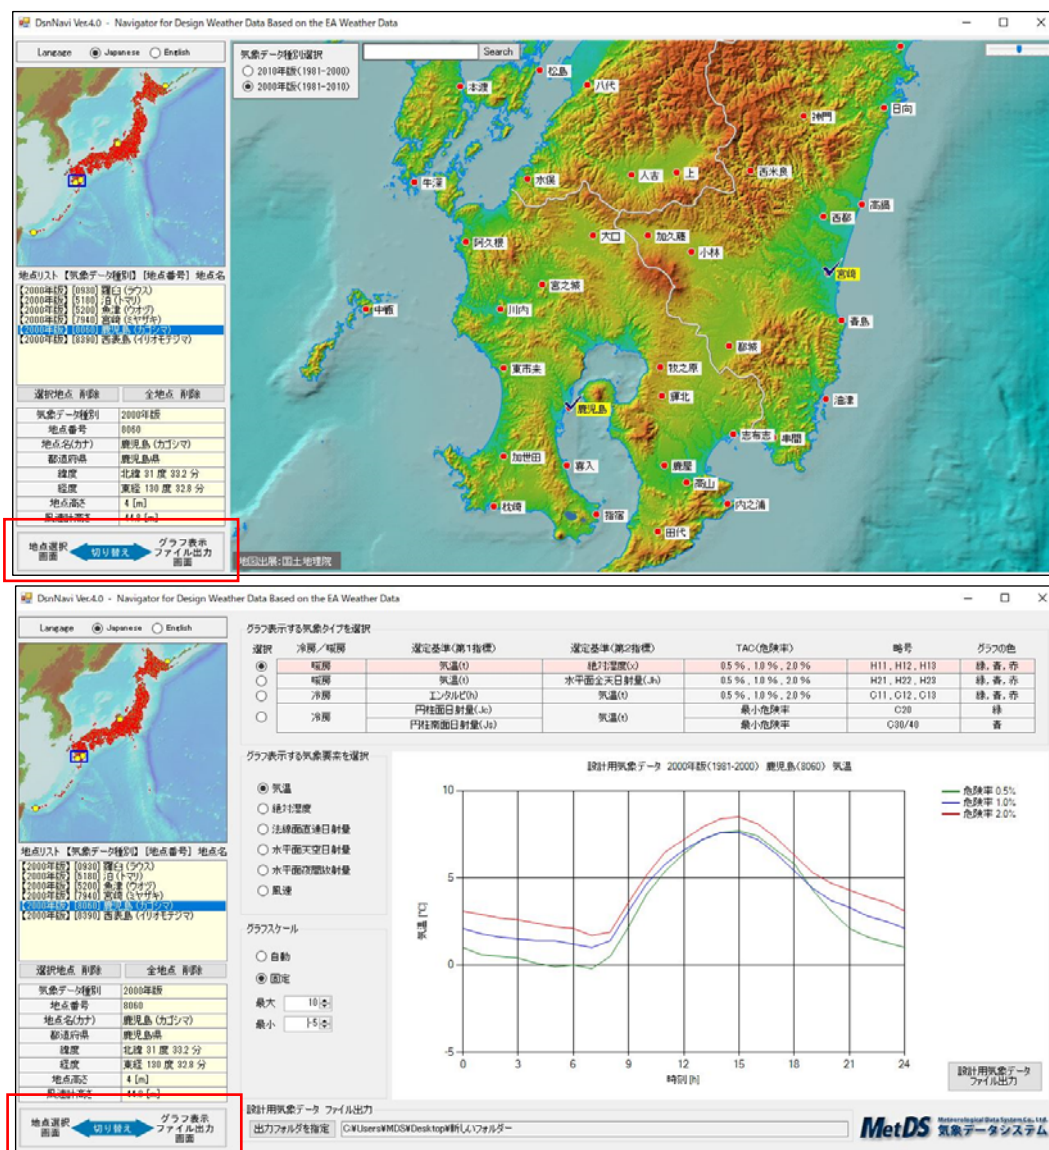 DsnNavi Ver.4.0 - Navigator for Design Weather Data Based on the EA Weather Data
Langage Japanese English
気象データ種別選択
2010年版(1981-2000)
2000年版(1981-2010)
Search
松島
本渡
八代
神門
日向
牛深
水俣
人吉
上
西米良
高鍋
西都
阿久根
大口
加久藤
小林
宮崎
宮之城
中甑
川内
青島
都城
東市来
牧之原
輝北
油津
鹿児島
志布志
串間
加世田
喜入
鹿屋
高山
内之浦
枕崎
指宿
田代
地図出展:国土地理院
地点リスト【気象データ種別】[地点番号] 地点名
【2000年版】[0930] 羅臼 (ラウス)
【2000年版】[5180] 泊 (トマリ)
【2000年版】[5200] 魚津 (ウオヅ)
【2000年版】[7940] 宮崎 (ミヤザキ)
【2000年版】[8060] 鹿児島 (カゴシマ)
【2000年版】[8390] 西表島 (イリオモテジマ)
選択地点 削除 全地点 削除
気象データ種別 2000年版
地点番号 8060
地点名(カナ) 鹿児島 (カゴシマ)
都道府県 鹿児島県
緯度 北緯 31 度 33.2 分
経度 東経 130 度 32.8 分
地点高さ 4 [m]
風速計高さ 44.8 [m]
地点選択画面 切り替え グラフ表示ファイル出力画面
DsnNavi Ver.4.0 - Navigator for Design Weather Data Based on the EA Weather Data
Langage Japanese English
グラフ表示する気象タイプを選択
選択 冷房/暖房 選定基準(第1指標) 選定基準(第2指標) TAC(危険率) 略号 グラフの色
暖房 気温(t) 絶対湿度(x) 0.5 % , 1.0 % , 2.0 % H11 , H12 , H13 緑, 青, 赤
暖房 気温(t) 水平面全天日射量(Jh) 0.5 % , 1.0 % , 2.0 % H21 , H22 , H23 緑, 青, 赤
冷房 エンタルピ(h) 気温(t) 0.5 % , 1.0 % , 2.0 % C11 , C12 , C13 緑, 青, 赤
冷房 円柱面日射量(Jc) 気温(t) 最小危険率 C20 緑
円柱南面日射量(Js) 最小危険率 C30/40 青
グラフ表示する気象要素を選択
気温
絶対湿度
法線面直達日射量
水平面天空日射量
水平面夜間放射量
風速
グラフスケール
自動
固定
最大 10
最小 -5
設計用気象データ 2000年版(1981-2000) 鹿児島(8060) 気温
危険率 0.5%
危険率 1.0%
危険率 2.0%
気温 [℃]
10
5
0
-5
0 3 6 9 12 15 18 21 24
時刻 [h]
設計用気象データ
ファイル出力
地点リスト【気象データ種別】[地点番号] 地点名
【2000年版】[0930] 羅臼 (ラウス)
【2000年版】[5180] 泊 (トマリ)
【2000年版】[5200] 魚津 (ウオヅ)
【2000年版】[7940] 宮崎 (ミヤザキ)
【2000年版】[8060] 鹿児島 (カゴシマ)
【2000年版】[8390] 西表島 (イリオモテジマ)
選択地点 削除 全地点 削除
気象データ種別 2000年版
地点番号 8060
地点名(カナ) 鹿児島 (カゴシマ)
都道府県 鹿児島県
緯度 北緯 31 度 33.2 分
経度 東経 130 度 32.8 分
地点高さ 4 [m]
風速計高さ 44.8 [m]
地点選択画面 切り替え グラフ表示ファイル出力画面
設計用気象データ ファイル出力
出力フォルダを指定 C:¥Users¥MDS¥Desktop¥新しいフォルダー
MetDS Meteorological Data System Co., Ltd.
気象データシステム